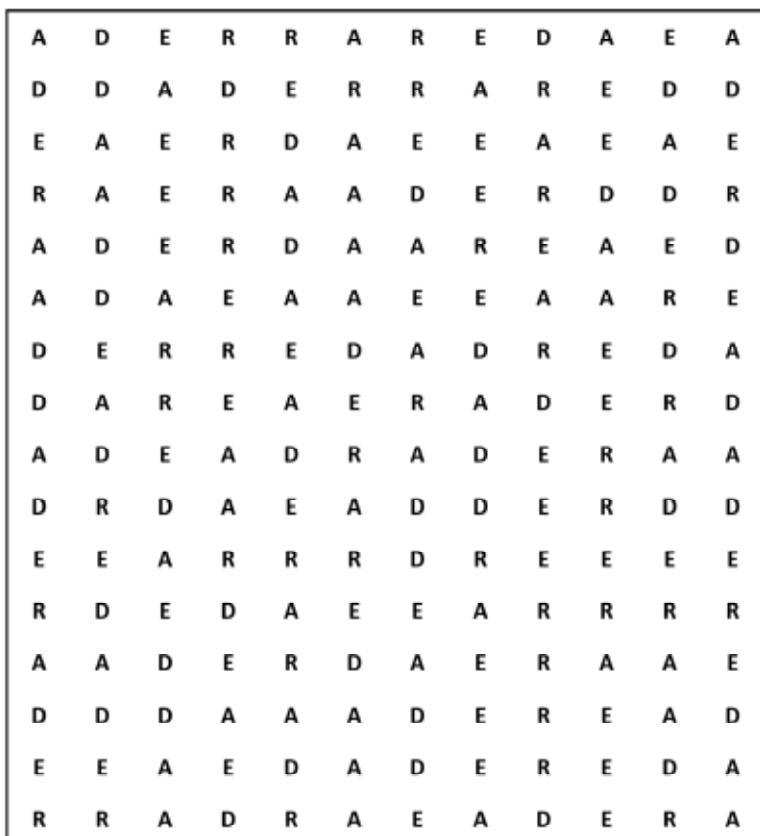 A D E R R A R E D A E A
D D A D E R R A R E D D
E A E R D A E E A E A E
R A E R A A D E R D D R
A D E R D A A R E A E D
A D A E A A E E A A R E
D E R R E D A D R E D A
D A R E A E R A D E R D
A D E A D R A D E R A A
D R D A E A D D E R D D
E E A R R R D R E E E E
R D E D A E E A R R R R
A A D E R D A E R A A E
D D D A A A D E R E A D
E E A E D A D E R E D A
R R A D R A E A D E R A